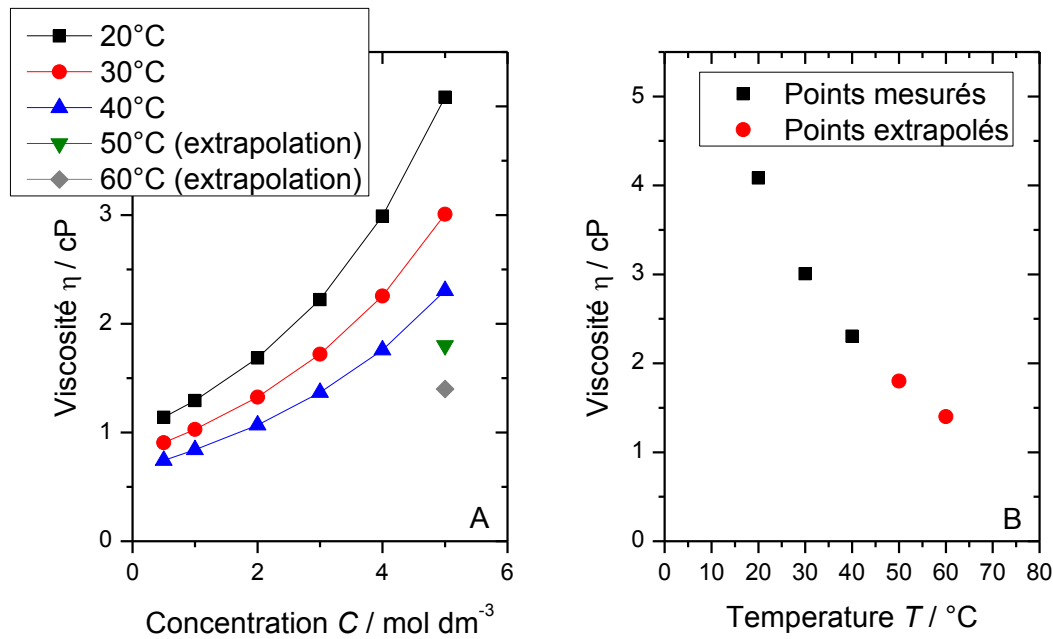 20°C
30°C
40°C
50°C (extrapolation)
60°C (extrapolation)
3
2
1
0
0 2 4 6
Viscosité η / cP
Concentration C / mol dm-3
A
Points mesurés
Points extrapolés
5
4
3
2
1
0
0 10 20 30 40 50 60 70 80
Viscosité η / cP
Temperature T / °C
B